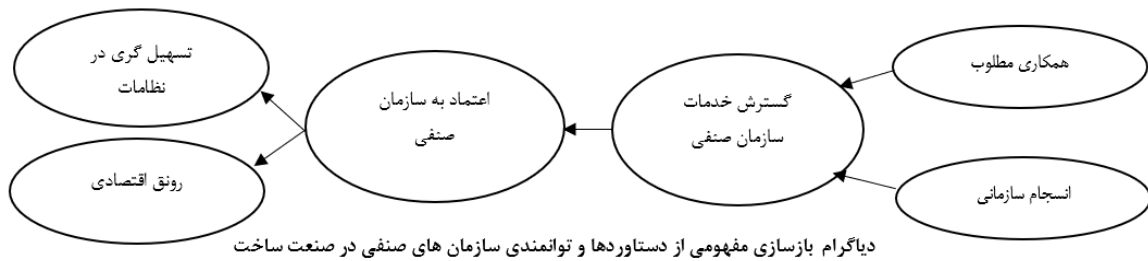 همکاری مطلوب
انسجام سازمانی
گسترش خدمات
سازمان صنفی
اعتماد به سازمان
صنفی
تسهیل گری در
نظامات
رونق اقتصادی
دیاگرام بازسازی مفهومی از دستاوردها و توانمندی سازمان های صنفی در صنعت ساخت